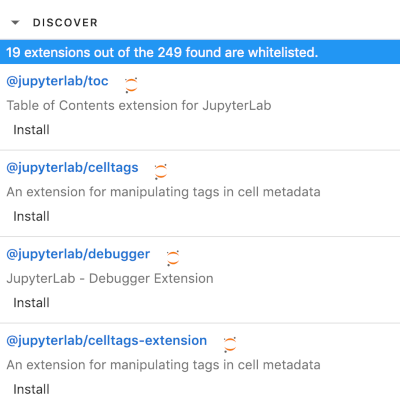 DISCOVER
19 extensions out of the 249 found are whitelisted.
@jupyterlab/toc
Table of Contents extension for JupyterLab
Install
@jupyterlab/celltags
An extension for manipulating tags in cell metadata
Install
@jupyterlab/debugger
JupyterLab - Debugger Extension
Install
@jupyterlab/celltags-extension
An extension for manipulating tags in cell metadata
Install